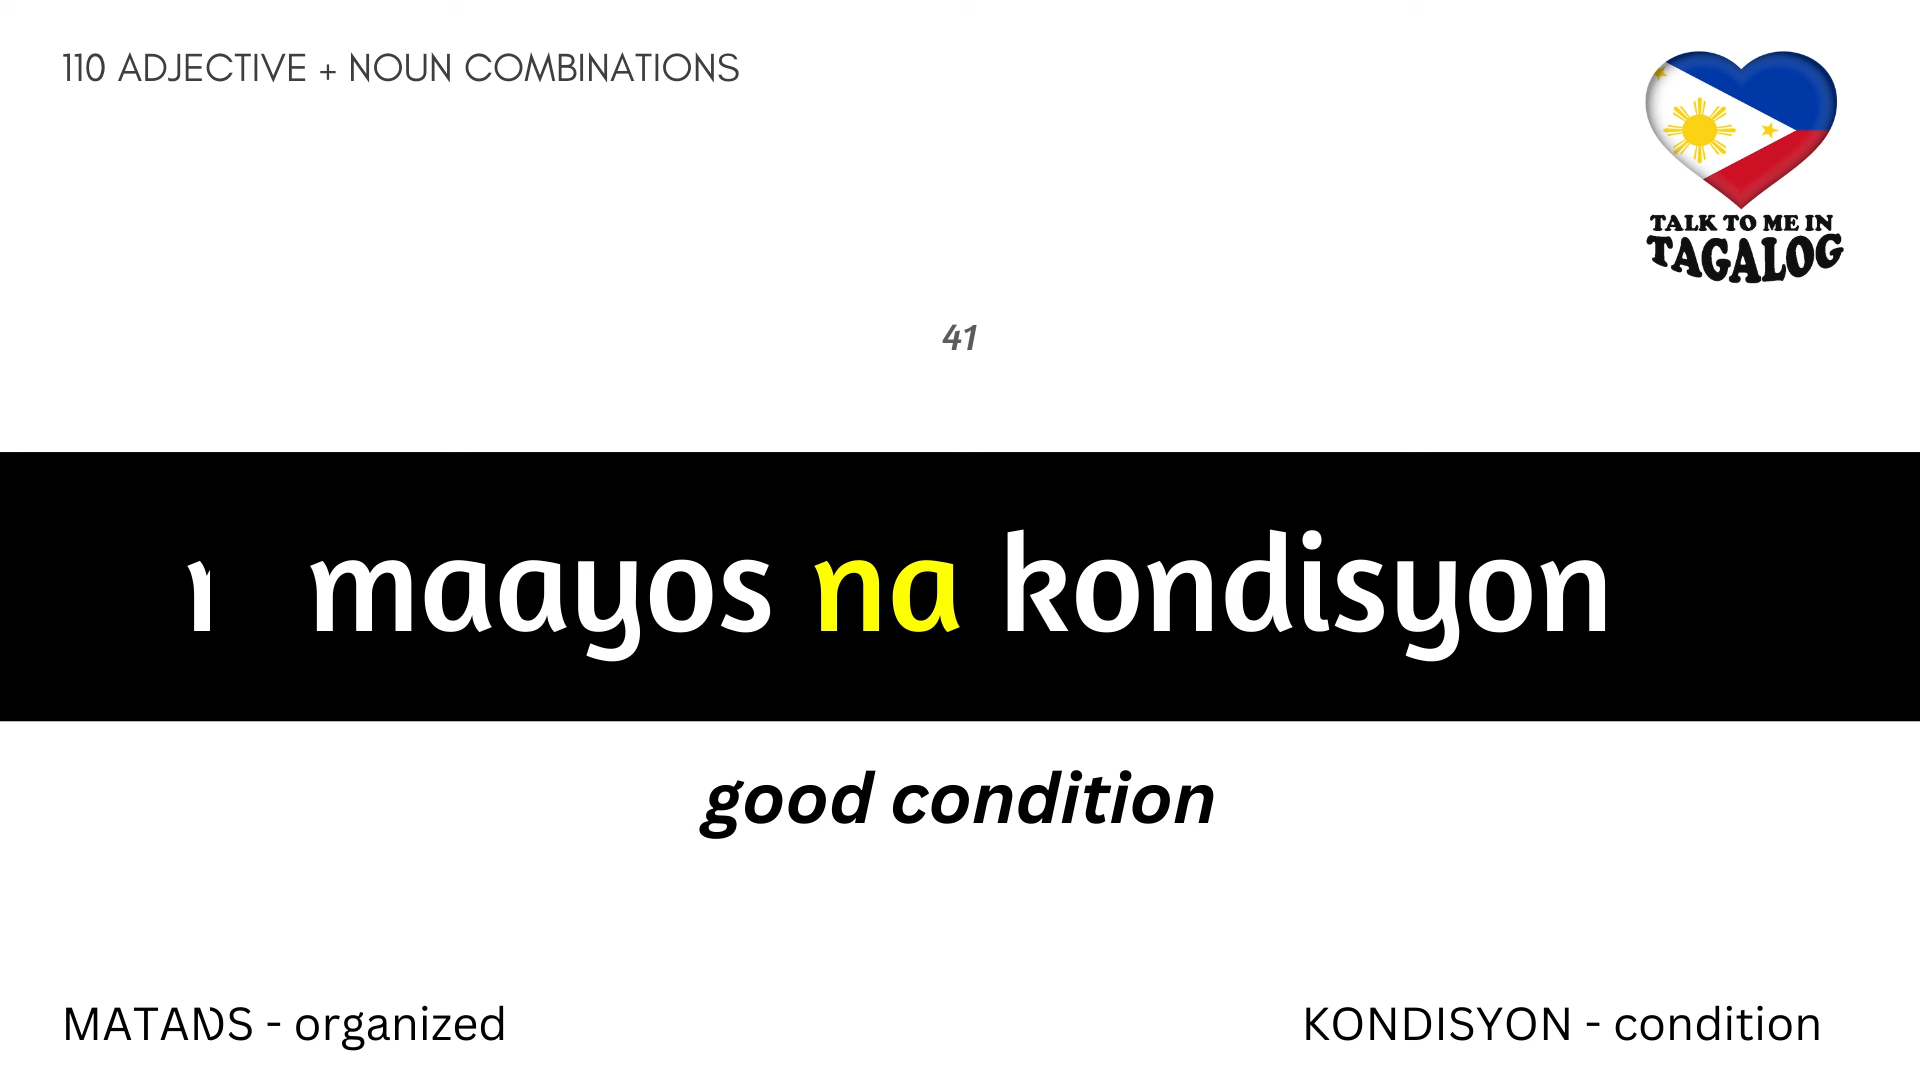 110 ADJECTIVE + NOUN COMBINATIONS
TALK TO ME IN
TAGALOG
41
maayos na kondisyon
good condition
- organized
KONDISYON - condition